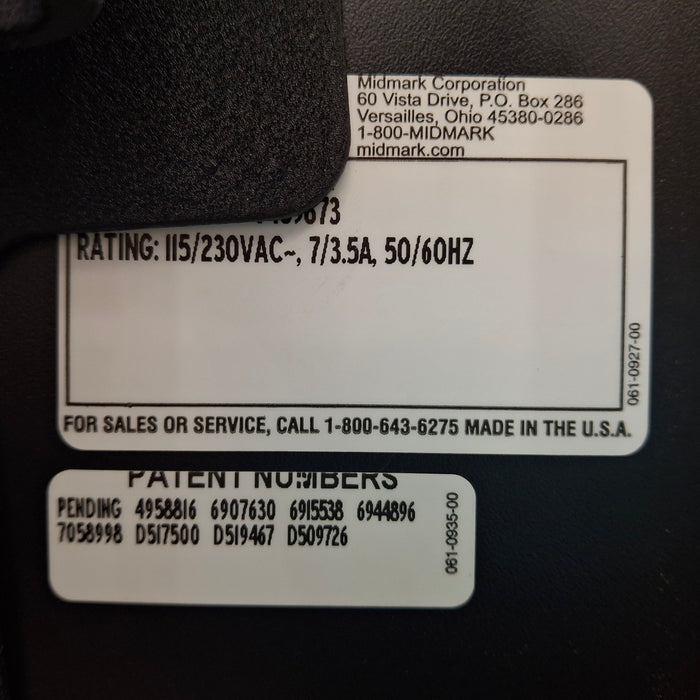 Midmark Corporation
60 Vista Drive, P.O. Box 286
Versailles, Ohio 45380-0286
1-800-MIDMARK
midmark.com
RATING: 115/230VAC~, 7/3.5A, 50/60HZ
061-0927-00
FOR SALES OR SERVICE, CALL 1-800-643-6275 MADE IN THE U.S.A.
PATENT NUMBERS
PENDING 4958816 6907630 6915538 6944896
7058998 D517500 D519467 D509726
061-0935-00